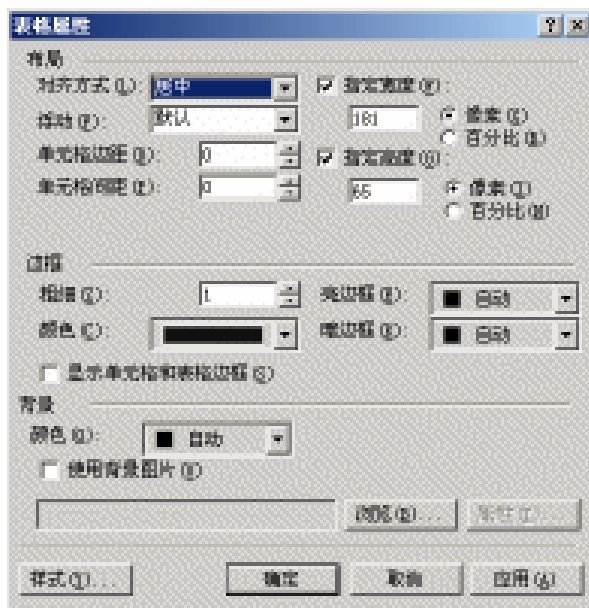 表格属性
布局
对齐方式(L): 居中 指定宽度(W):
浮动(F): 默认 181 像素(X)
百分比(R)
单元格边距(D): 0 指定高度(G):
单元格间距(E): 0 65 像素(I)
百分比(N)
边框
粗细(Z): 1 亮边框(I): 自动
颜色(C): 暗边框(K): 自动
显示单元格和表格边框(S)
背景
颜色(O): 自动
使用背景图片(U)
浏览(B)... 属性(P)...
样式(Y)... 确定 取消 应用(A)